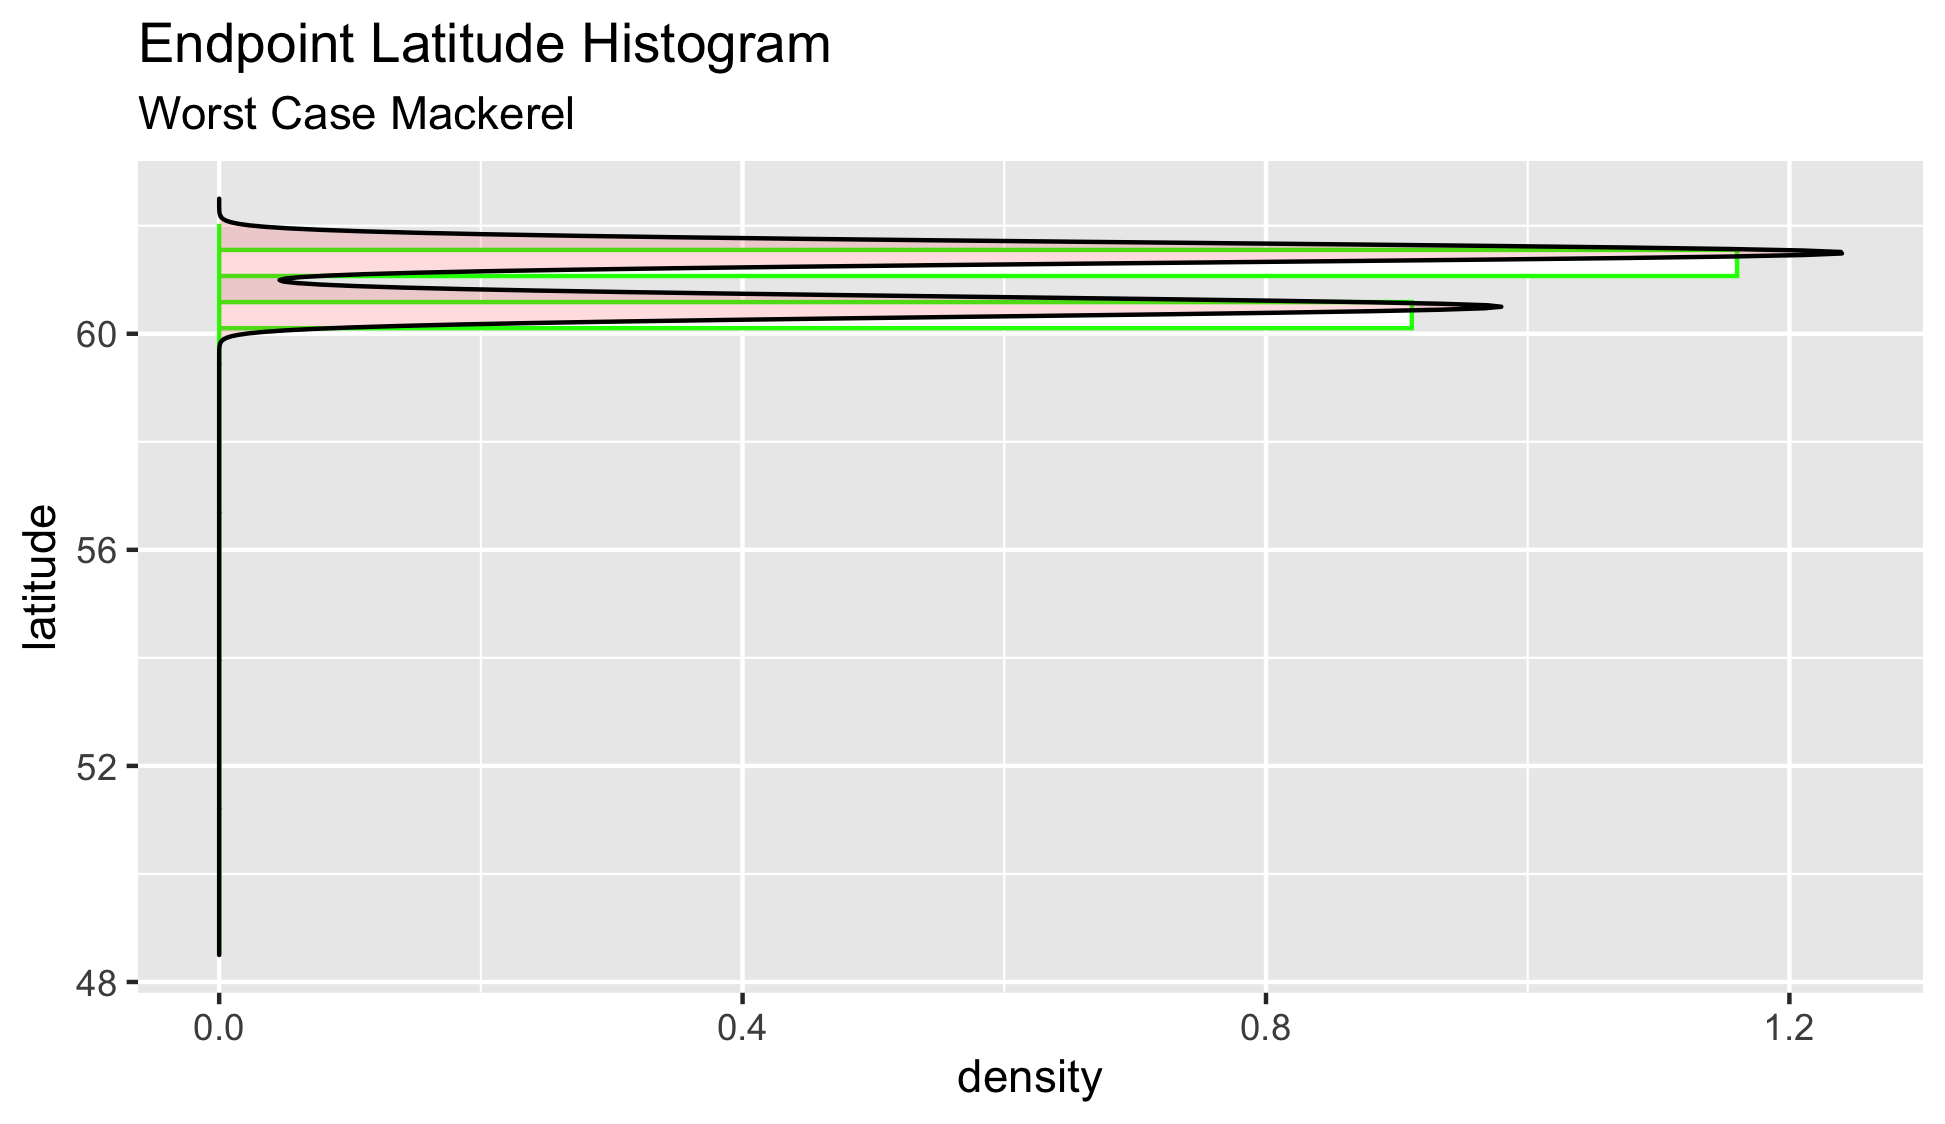 Endpoint Latitude Histogram
Worst Case Mackerel
latitude
60
56
52
48
0.0 0.4 0.8 1.2
density